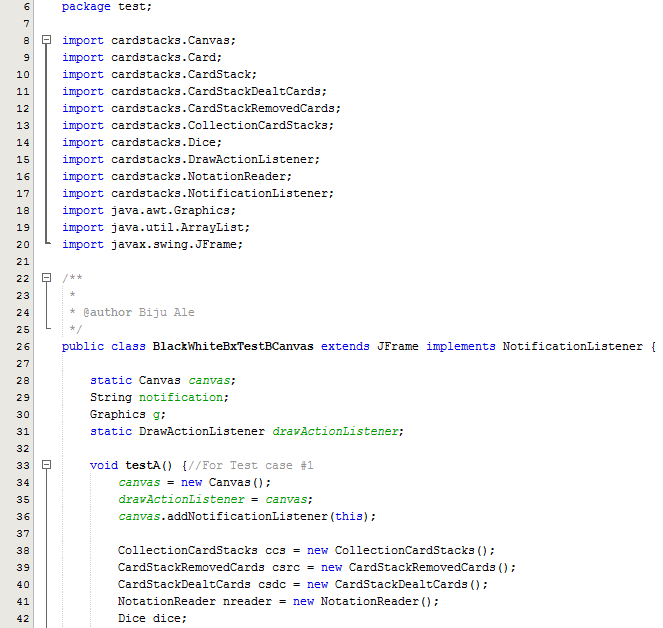 6 package test;
7
8 import cardstacks.Canvas;
9 import cardstacks.Card;
10 import cardstacks.CardStack;
11 import cardstacks.CardStackDealtCards;
12 import cardstacks.CardStackRemovedCards;
13 import cardstacks.CollectionCardStacks;
14 import cardstacks.Dice;
15 import cardstacks.DrawActionListener;
16 import cardstacks.NotationReader;
17 import cardstacks.NotificationListener;
18 import java.awt.Graphics;
19 import java.util.ArrayList;
20 import javax.swing.JFrame;
21
22 /**
23 *
24 * @author Biju Ale
25 */
26 public class BlackWhiteBxTestBCanvas extends JFrame implements NotificationListener {
27
28 static Canvas canvas;
29 String notification;
30 Graphics g;
31 static DrawActionListener drawActionListener;
32
33 void testA() {//For Test case #1
34 canvas = new Canvas();
35 drawActionListener = canvas;
36 canvas.addNotificationListener(this);
37
38 CollectionCardStacks ccs = new CollectionCardStacks();
39 CardStackRemovedCards csrc = new CardStackRemovedCards();
40 CardStackDealtCards csdc = new CardStackDealtCards();
41 NotationReader nreader = new NotationReader();
42 Dice dice;